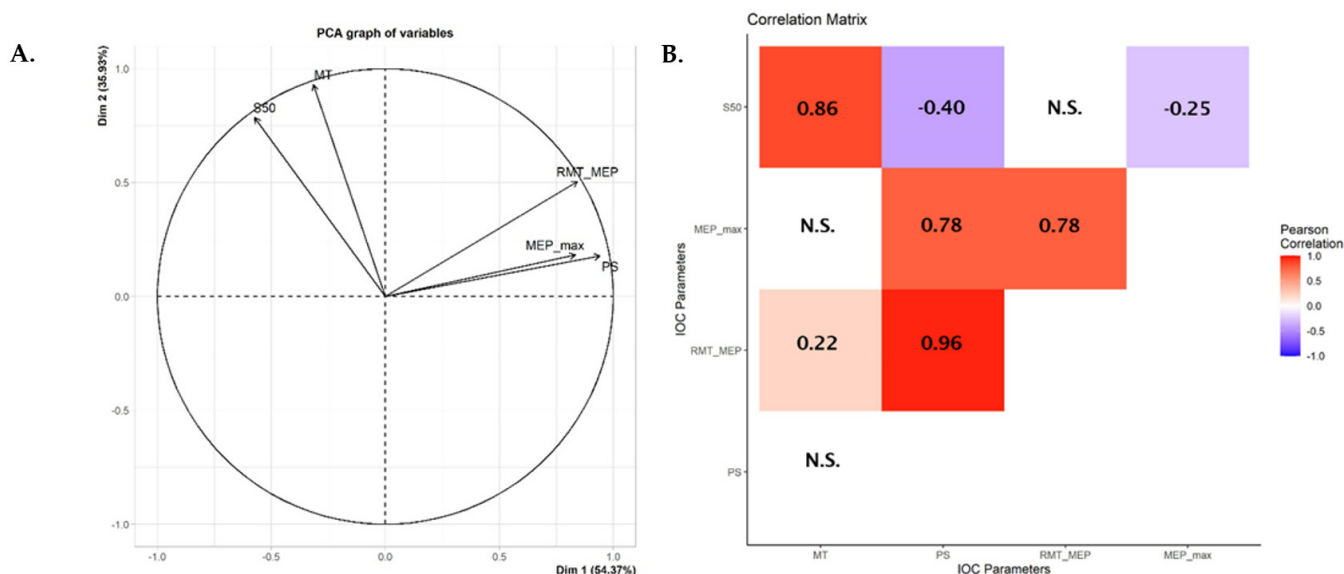 A.
PCA graph of variables
Dim 2 (35.93%)
1.0
0.5
0.0
-0.5
-1.0
S50
MT
RMT_MEP
MEP_max
PS
-1.0 -0.5 0.0 0.5 1.0
Dim 1 (54.37%)
B.
Correlation Matrix
IOC Parameters
S50 0.86 -0.40 N.S. -0.25
MEP_max N.S. 0.78 0.78
RMT_MEP 0.22 0.96
PS N.S.
MT PS RMT_MEP MEP_max
IOC Parameters
Pearson
Correlation
1.0
0.5
0.0
-0.5
-1.0